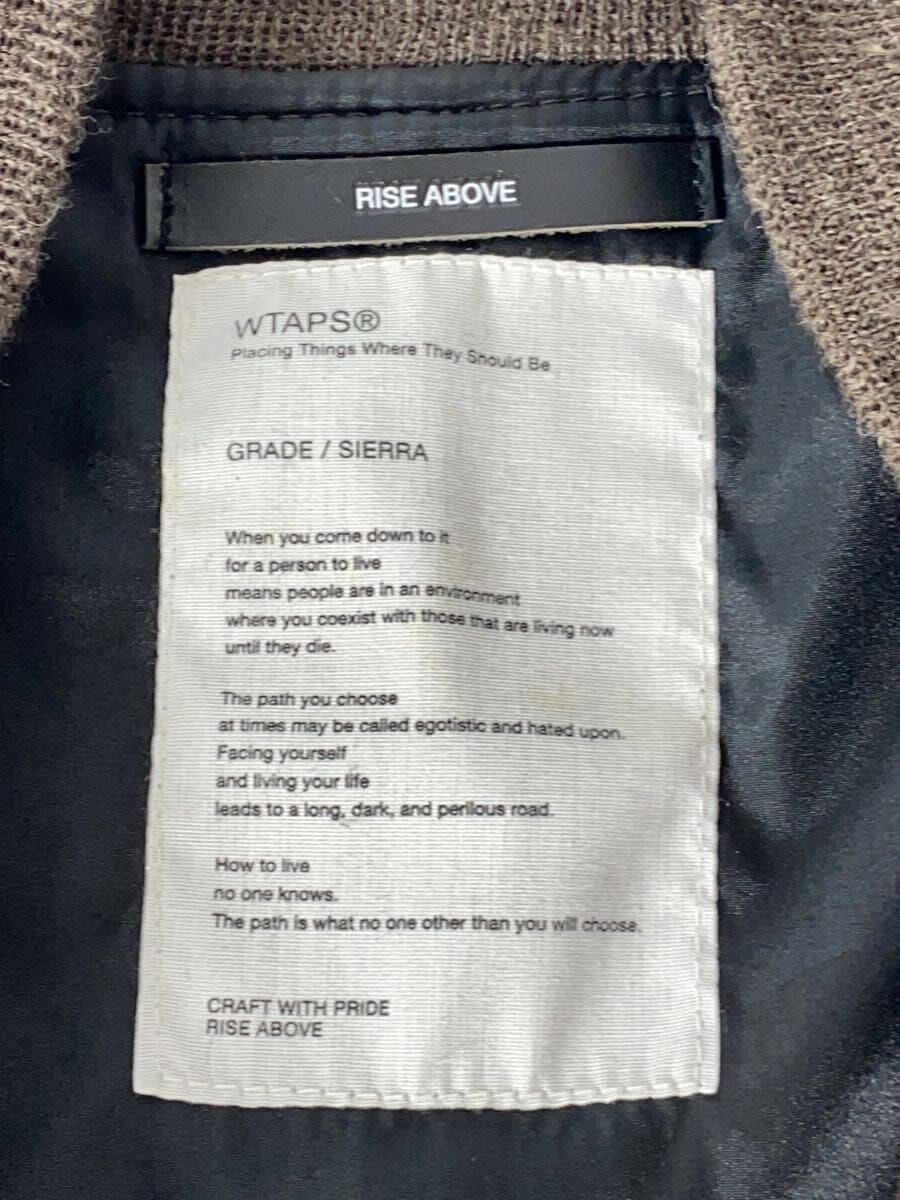 RISE ABOVE
WTAPS®
Placing Things Where They Should Be
GRADE / SIERRA
When you come down to it
for a person to live
means people are in an environment
where you coexist with those that are living now
until they die.
The path you choose
at times may be called egotistic and hated upon.
Facing yourself
and living your life
leads to a long, dark, and perilous road.
How to live
no one knows.
The path is what no one other than you will choose.
CRAFT WITH PRIDE
RISE ABOVE